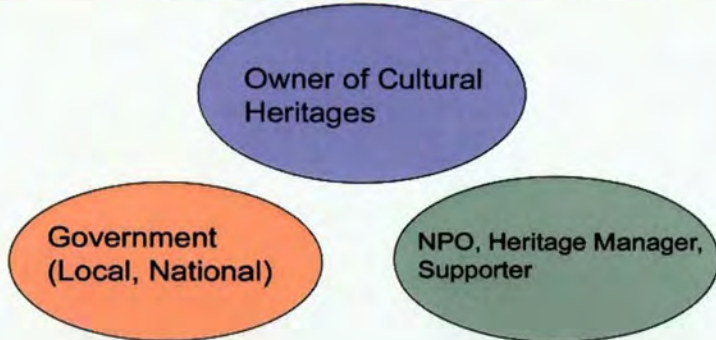 Owner of Cultural
Heritages
Government
(Local, National)
NPO, Heritage Manager,
Supporter